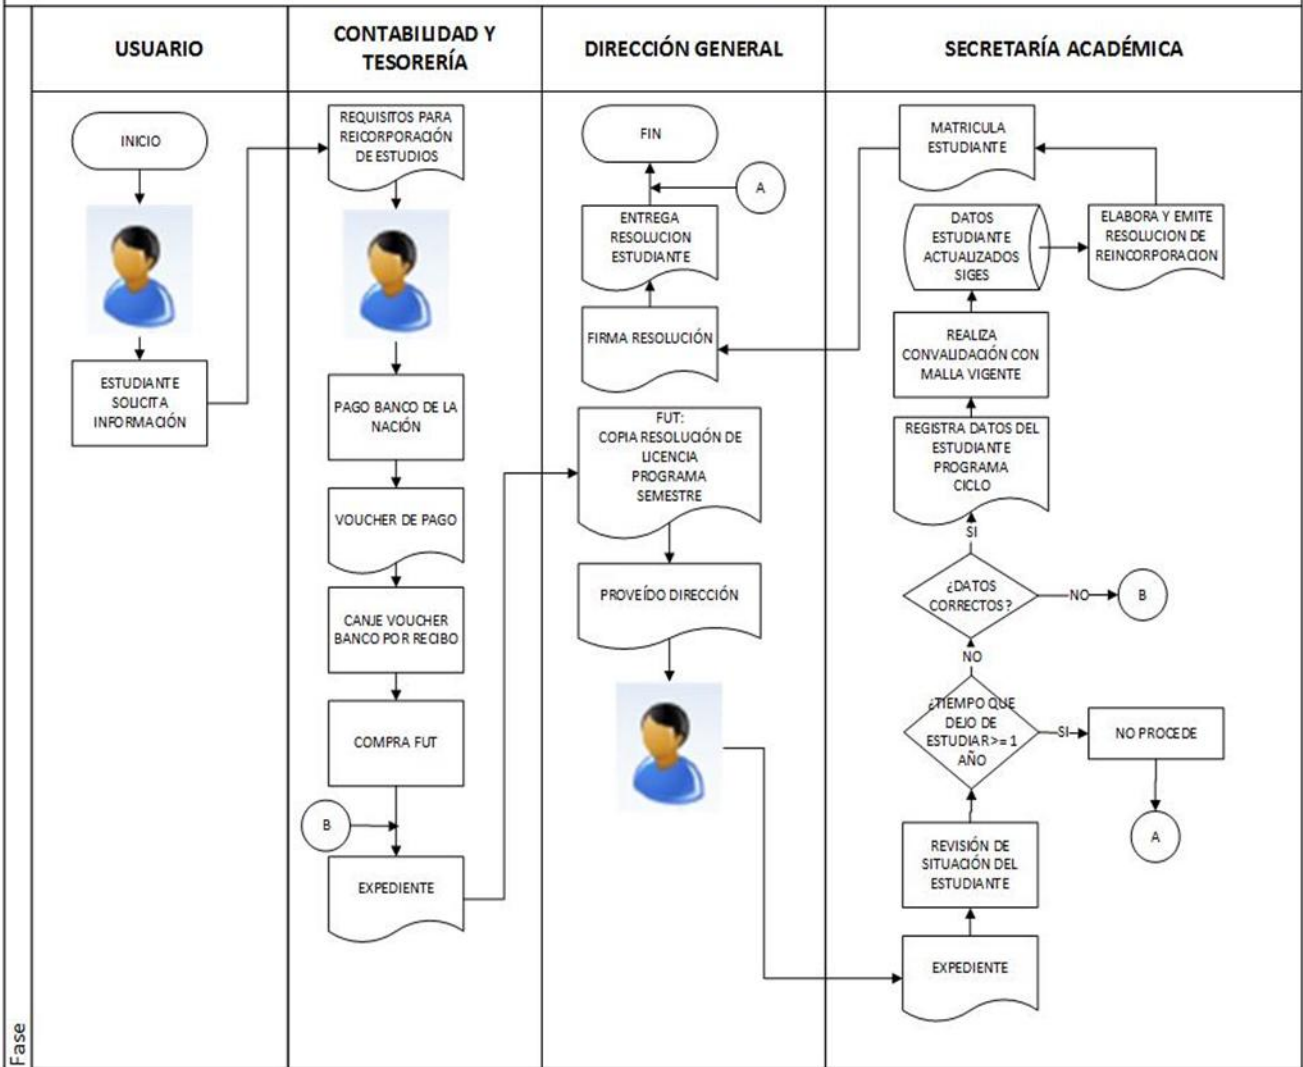 USUARIO
CONTABILIDAD Y
TESORERÍA
DIRECCIÓN GENERAL
SECRETARÍA ACADÉMICA
Fase
INICIO
ESTUDIANTE
SOLICITA
INFORMACIÓN
REQUISITOS PARA
REICORPORACIÓN
DE ESTUDIOS
PAGO BANCO DE LA
NACIÓN
VOUCHER DE PAGO
CANJE VOUCHER
BANCO POR RECIBO
COMPRA FUT
B
EXPEDIENTE
FIN
A
ENTREGA
RESOLUCION
ESTUDIANTE
FIRMA RESOLUCIÓN
FUT:
COPIA RESOLUCIÓN DE
LICENCIA
PROGRAMA
SEMESTRE
PROVEÍDO DIRECCIÓN
MATRICULA
ESTUDIANTE
DATOS
ESTUDIANTE
ACTUALIZADOS
SIGES
ELABORA Y EMITE
RESOLUCION DE
REINCORPORACION
REALIZA
CONVALIDACIÓN CON
MALLA VIGENTE
REGISTRA DATOS DEL
ESTUDIANTE
PROGRAMA
CICLO
SI
¿DATOS
CORRECTOS?
NO
B
NO
¿TIEMPO QUE
DEJO DE
ESTUDIAR>= 1
AÑO
SI
NO PROCEDE
A
REVISIÓN DE
SITUACIÓN DEL
ESTUDIANTE
EXPEDIENTE